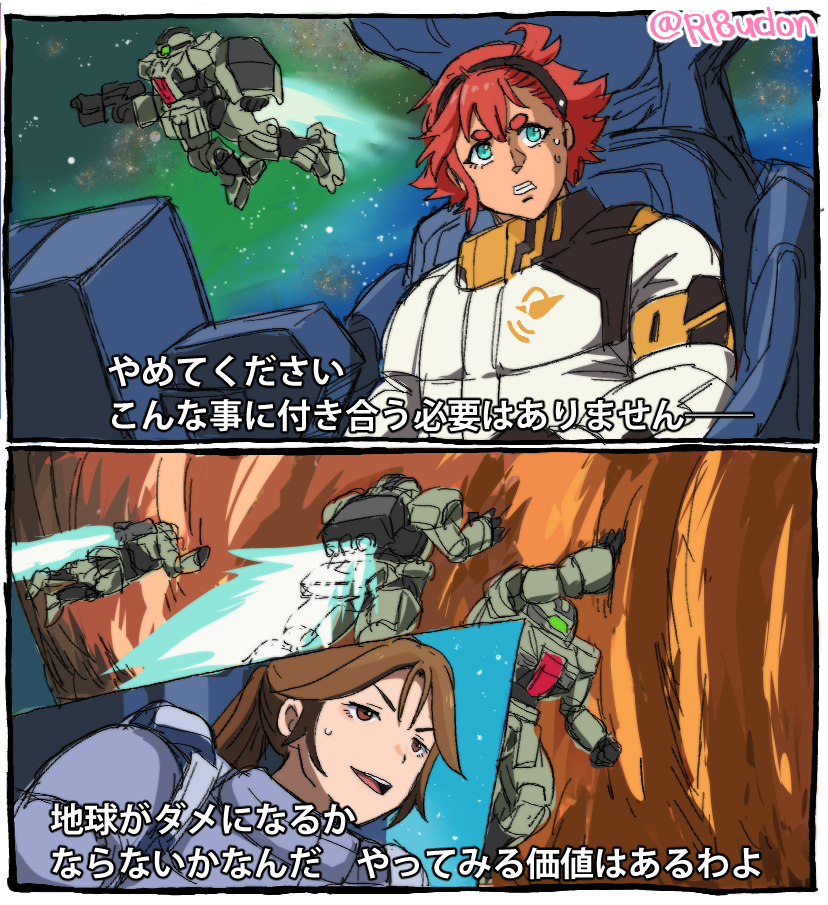 @R18udon
やめてください
こんな事に付き合う必要はありません――
地球がダメになるか
ならないかなんだ　やってみる価値はあるわよ